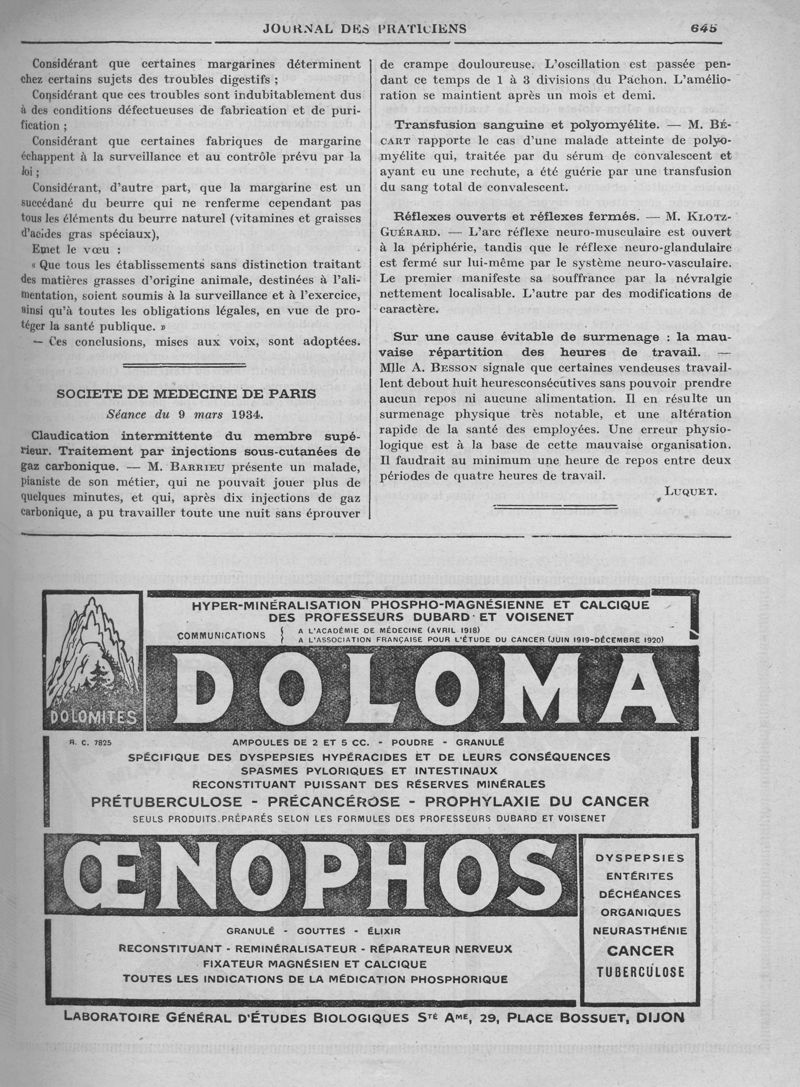 JOURNAL DES PRATICIENS 645
Considérant que certaines margarines déterminent
chez certains sujets des troubles digestifs ;
Considérant que ces troubles sont indubitablement dus
à des conditions défectueuses de fabrication et de puri-
fication ;
Considérant que certaines fabriques de margarine
échappent à la surveillance et au contrôle prévu par la
loi ;
Considérant, d'autre part, que la margarine est un
succédané du beurre qui ne renferme cependant pas
tous les éléments du beurre naturel (vitamines et graisses
d'acides gras spéciaux),
Emet le vœu :
« Que tous les établissements sans distinction traitant
des matières grasses d'origine animale, destinées à l'ali-
mentation, soient soumis à la surveillance et à l'exercice,
ainsi qu'à toutes les obligations légales, en vue de pro-
téger la santé publique. »
— Ces conclusions, mises aux voix, sont adoptées.
SOCIETE DE MEDECINE DE PARIS
Séance du 9 mars 1934.
Claudication intermittente du membre supé-
rieur. Traitement par injections sous-cutanées de
gaz carbonique. — M. BARRIEU présente un malade,
pianiste de son métier, qui ne pouvait jouer plus de
quelques minutes, et qui, après dix injections de gaz
carbonique, a pu travailler toute une nuit sans éprouver
de crampe douloureuse. L'oscillation est passée pen-
dant ce temps de 1 à 3 divisions du Pachon. L'amélio-
ration se maintient après un mois et demi.
Transfusion sanguine et polyomyélite. — M. BÉ-
CART rapporte le cas d'une malade atteinte de polyo-
myélite qui, traitée par du sérum de convalescent et
ayant eu une rechute, a été guérie par une transfusion
du sang total de convalescent.
Réflexes ouverts et réflexes fermés. — M. KLOTZ-
GUÉRARD. — L'arc réflexe neuro-musculaire est ouvert
à la périphérie, tandis que le réflexe neuro-glandulaire
est fermé sur lui-même par le système neuro-vasculaire.
Le premier manifeste sa souffrance par la névralgie
nettement localisable. L'autre par des modifications de
caractère.
Sur une cause évitable de surmenage : la mau-
vaise répartition des heures de travail. —
Mlle A. BESSON signale que certaines vendeuses travail-
lent debout huit heuresconsécutives sans pouvoir prendre
aucun repos ni aucune alimentation. Il en résulte un
surmenage physique très notable, et une altération
rapide de la santé des employées. Une erreur physio-
logique est à la base de cette mauvaise organisation.
Il faudrait au minimum une heure de repos entre deux
périodes de quatre heures de travail.
LUQUET.
HYPER-MINÉRALISATION PHOSPHO-MAGNÉSIENNE ET CALCIQUE
DES PROFESSEURS DUBARD ET VOISENET
COMMUNICATIONS { A L'ACADÉMIE DE MÉDECINE (AVRIL 1918)
A L'ASSOCIATION FRANÇAISE POUR L'ÉTUDE DU CANCER (JUIN 1919-DÉCEMBRE 1920)
DOLOMITES
DOLOMA
R. C. 7825
AMPOULES DE 2 ET 5 CC. - POUDRE - GRANULÉ
SPÉCIFIQUE DES DYSPEPSIES HYPÉRACIDES ET DE LEURS CONSÉQUENCES
SPASMES PYLORIQUES ET INTESTINAUX
RECONSTITUANT PUISSANT DES RÉSERVES MINÉRALES
PRÉTUBERCULOSE - PRÉCANCÉROSE - PROPHYLAXIE DU CANCER
SEULS PRODUITS PRÉPARÉS SELON LES FORMULES DES PROFESSEURS DUBARD ET VOISENET
ŒNOPHOS
GRANULÉ - GOUTTES - ÉLIXIR
RECONSTITUANT - REMINÉRALISATEUR - RÉPARATEUR NERVEUX
FIXATEUR MAGNÉSIEN ET CALCIQUE
TOUTES LES INDICATIONS DE LA MÉDICATION PHOSPHORIQUE
DYSPEPSIES
ENTÉRITES
DÉCHÉANCES
ORGANIQUES
NEURASTHÉNIE
CANCER
TUBERCULOSE
LABORATOIRE GÉNÉRAL D'ÉTUDES BIOLOGIQUES STÉ AME, 29, PLACE BOSSUET, DIJON